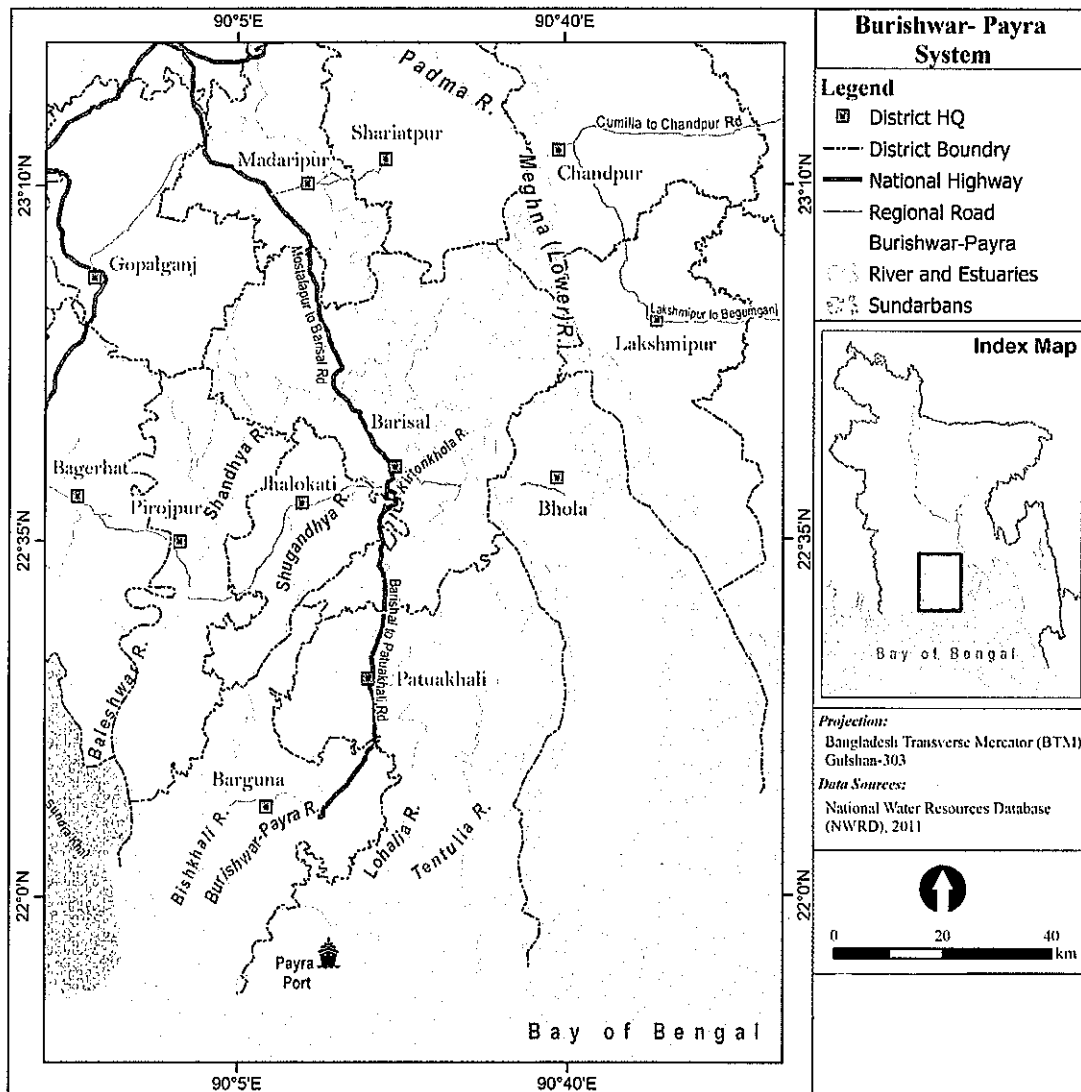 90°5'E
90°40'E
Burishwar- Payra
System
Legend
District HQ
District Boundry
National Highway
Regional Road
Burishwar-Payra
River and Estuaries
Sundarbans
Padma R.
Cumilla to Chandpur Rd
Shariatpur
Madaripur
Chandpur
Meghna (Lower) R.
23°10'N
23°10'N
Gopalganj
Mostafapur to Barisal Rd
Lakshmipur to Begumganj
Lakshmipur
Index Map
Bay of Bengal
Barisal
Kirtonkhola R.
Shandhya R.
Bagerhat
Jhalokati
Pirojpur
Bhola
Shugandhya R.
22°35'N
22°35'N
Barishal to Patuakhali Rd
Patuakhali
Baleshwar R.
Projection:
Bangladesh Transverse Mercator (BTM)
Gulshan-303
Data Sources:
National Water Resources Database
(NWRD), 2011
Barguna
Bishkhali R.
Burishwar-Payra R.
Lohalia R.
Tentulia R.
22°0'N
22°0'N
Payra
Port
0
20
40
km
Bay of Bengal
90°5'E
90°40'E